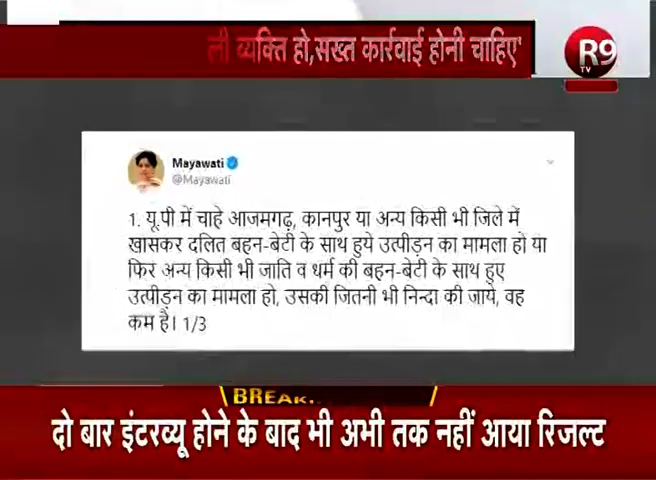 ली व्यक्ति हो,सख्त कार्रवाई होनी चाहिए'
R9
TV
Mayawati
@Mayawati
1. यू.पी में चाहे आजमगढ़, कानपुर या अन्य किसी भी जिले में
खासकर दलित बहन-बेटी के साथ हुये उत्पीड़न का मामला हो या
फिर अन्य किसी भी जाति व धर्म की बहन-बेटी के साथ हुए
उत्पीड़न का मामला हो, उसकी जितनी भी निन्दा की जाये, वह
कम है। 1/3
BREAK
दो बार इंटरव्यू होने के बाद भी अभी तक नहीं आया रिजल्ट